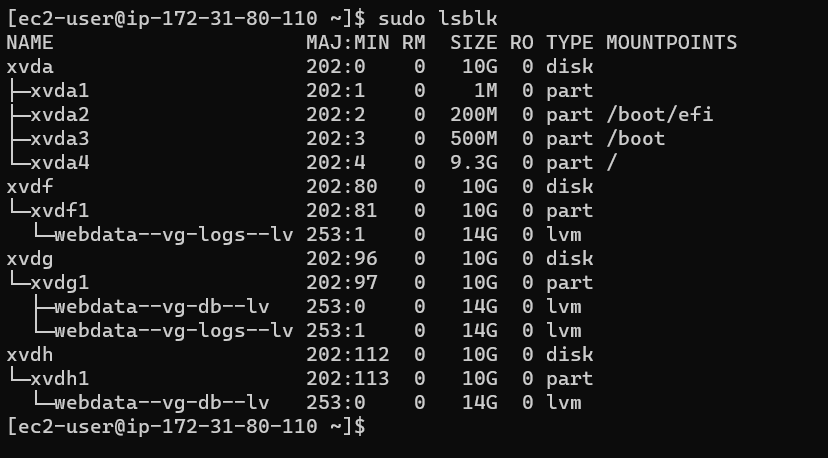 [ec2-user@ip-172-31-80-110 ~]$ sudo lsblk
NAME                     MAJ:MIN RM  SIZE RO TYPE MOUNTPOINTS
xvda                     202:0    0   10G  0 disk
├─xvda1                  202:1    0    1M  0 part
├─xvda2                  202:2    0  200M  0 part /boot/efi
├─xvda3                  202:3    0  500M  0 part /boot
└─xvda4                  202:4    0  9.3G  0 part /
xvdf                     202:80   0   10G  0 disk
└─xvdf1                  202:81   0   10G  0 part
  └─webdata--vg-logs--lv 253:1    0   14G  0 lvm
xvdg                     202:96   0   10G  0 disk
└─xvdg1                  202:97   0   10G  0 part
  ├─webdata--vg-db--lv   253:0    0   14G  0 lvm
  └─webdata--vg-logs--lv 253:1    0   14G  0 lvm
xvdh                     202:112  0   10G  0 disk
└─xvdh1                  202:113  0   10G  0 part
  └─webdata--vg-db--lv   253:0    0   14G  0 lvm
[ec2-user@ip-172-31-80-110 ~]$